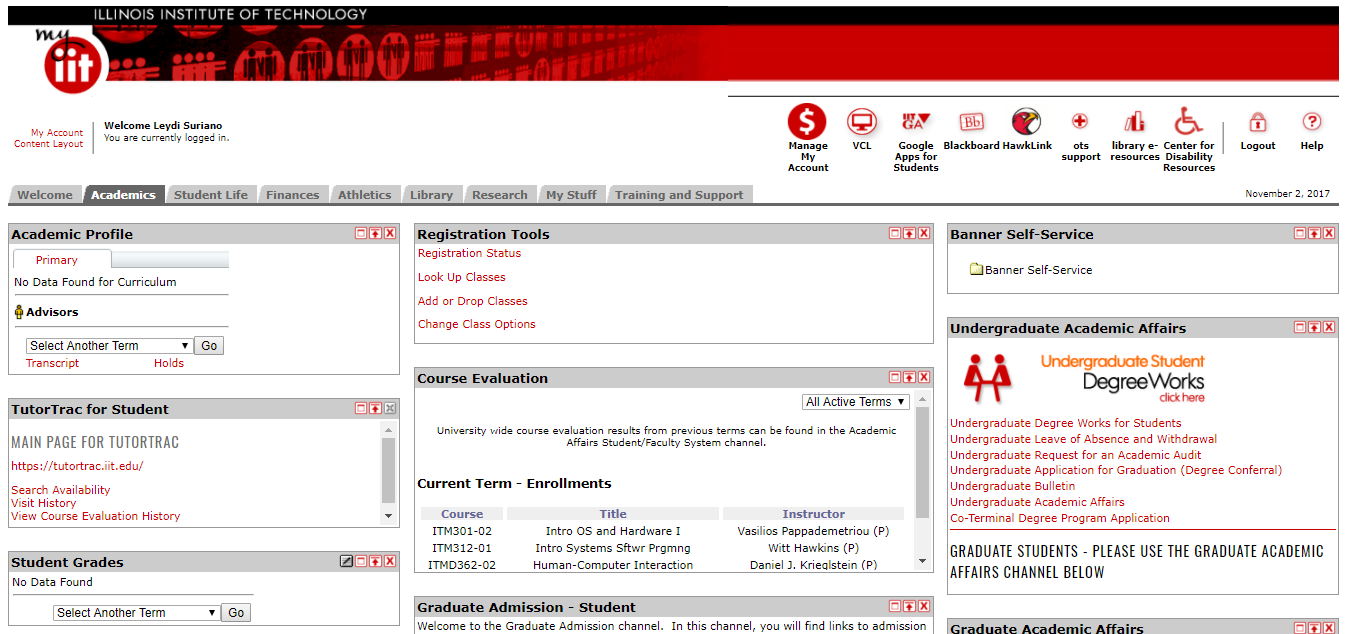 ILLINOIS INSTITUTE OF TECHNOLOGY
my
iit
My Account
Content Layout
Welcome Leydi Suriano
You are currently logged in.
$
Manage My Account
VCL
IIT GA
Google Apps for Students
Bb
Blackboard
HawkLink
ots support
library e-resources
Center for Disability Resources
Logout
?
Help
Welcome
Academics
Student Life
Finances
Athletics
Library
Research
My Stuff
Training and Support
November 2, 2017
Academic Profile
Primary
No Data Found for Curriculum
Advisors
Select Another Term
Go
Transcript
Holds
TutorTrac for Student
MAIN PAGE FOR TUTORTRAC
https://tutortrac.iit.edu/
Search Availability
Visit History
View Course Evaluation History
Student Grades
No Data Found
Select Another Term
Go
Registration Tools
Registration Status
Look Up Classes
Add or Drop Classes
Change Class Options
Course Evaluation
All Active Terms
University wide course evaluation results from previous terms can be found in the Academic
Affairs Student/Faculty System channel.
Current Term - Enrollments
Course Title Instructor
ITM301-02 Intro OS and Hardware I Vasilios Pappademetriou (P)
ITM312-01 Intro Systems Sftwr Prgmng Witt Hawkins (P)
ITMD362-02 Human-Computer Interaction Daniel J. Krieglstein (P)
Graduate Admission - Student
Welcome to the Graduate Admission channel. In this channel, you will find links to admission
Banner Self-Service
Banner Self-Service
Undergraduate Academic Affairs
Undergraduate Student
DegreeWorks
click here
Undergraduate Degree Works for Students
Undergraduate Leave of Absence and Withdrawal
Undergraduate Request for an Academic Audit
Undergraduate Application for Graduation (Degree Conferral)
Undergraduate Bulletin
Undergraduate Academic Affairs
Co-Terminal Degree Program Application
GRADUATE STUDENTS - PLEASE USE THE GRADUATE ACADEMIC
AFFAIRS CHANNEL BELOW
Graduate Academic Affairs